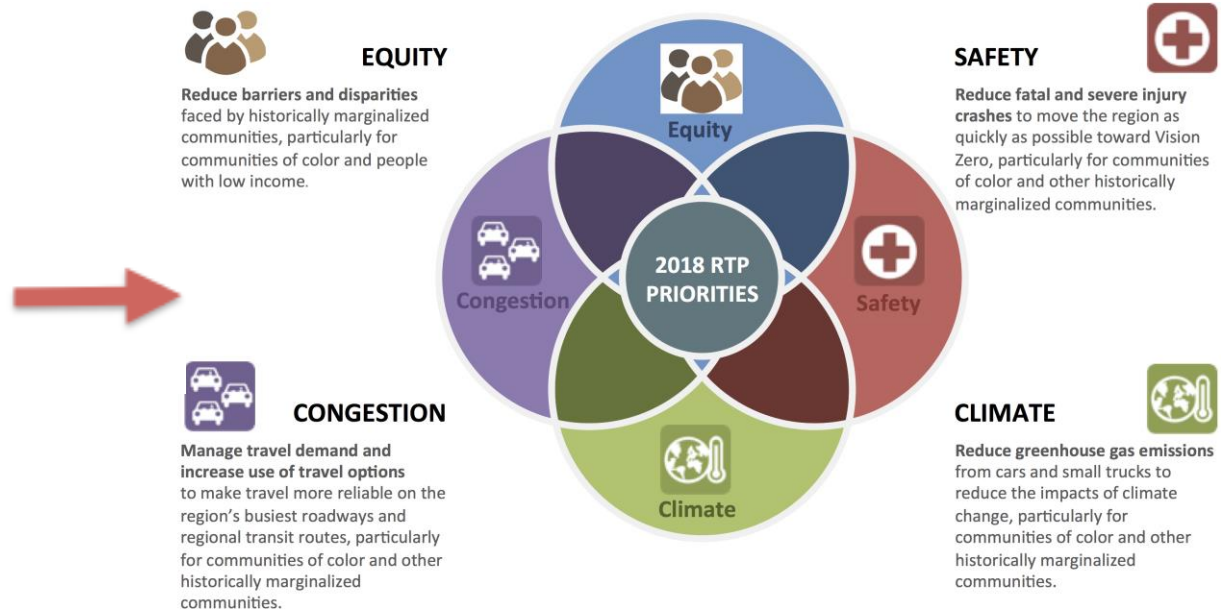 EQUITY
Reduce barriers and disparities
faced by historically marginalized
communities, particularly for
communities of color and people
with low income.
Equity
SAFETY
Reduce fatal and severe injury
crashes to move the region as
quickly as possible toward Vision
Zero, particularly for communities
of color and other historically
marginalized communities.
Congestion
2018 RTP
PRIORITIES
Safety
Climate
CONGESTION
Manage travel demand and
increase use of travel options
to make travel more reliable on the
region's busiest roadways and
regional transit routes, particularly
for communities of color and other
historically marginalized
communities.
CLIMATE
Reduce greenhouse gas emissions
from cars and small trucks to
reduce the impacts of climate
change, particularly for
communities of color and other
historically marginalized
communities.